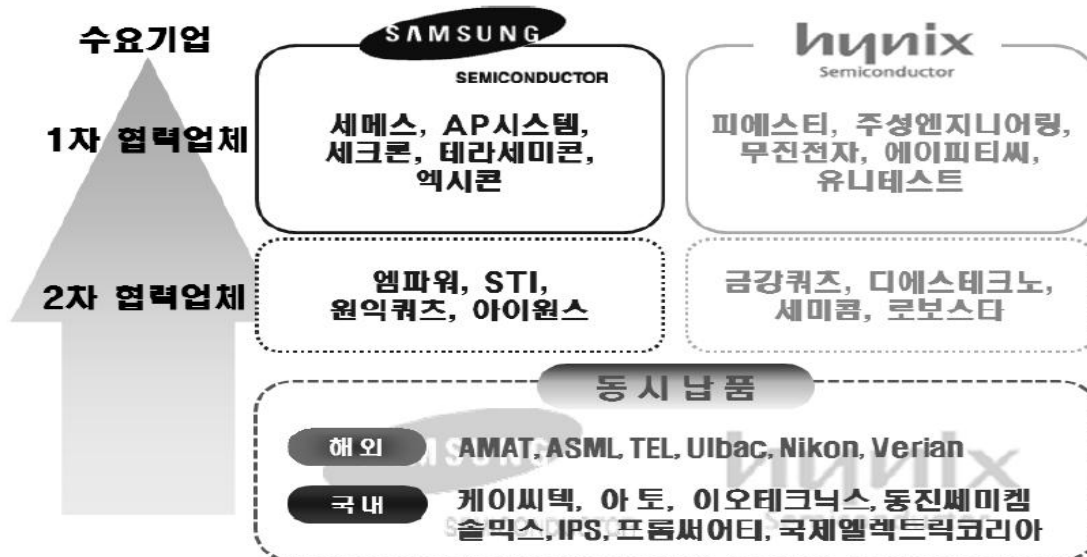 수요기업
SAMSUNG
SEMICONDUCTOR
hynix
Semiconductor
1차 협력업체
세메스, AP시스템,
세크론, 테라세미콘,
엑시콘
피에스티, 주성엔지니어링,
무진전자, 에이피티씨,
유니테스트
2차 협력업체
엠파워, STI,
원익쿼츠, 아이원스
금강쿼츠, 디에스테크노,
세미콤, 로보스타
동시납품
해외
AMAT, ASML, TEL, Ulbac, Nikon, Verian
국내
케이씨텍, 아토, 이오테크닉스, 동진쎄미켐
솔믹스, IPS, 프롬써어티, 국제엘렉트릭코리아
SAMSUNG
SEMICONDUCTOR
hynix
Semiconductor